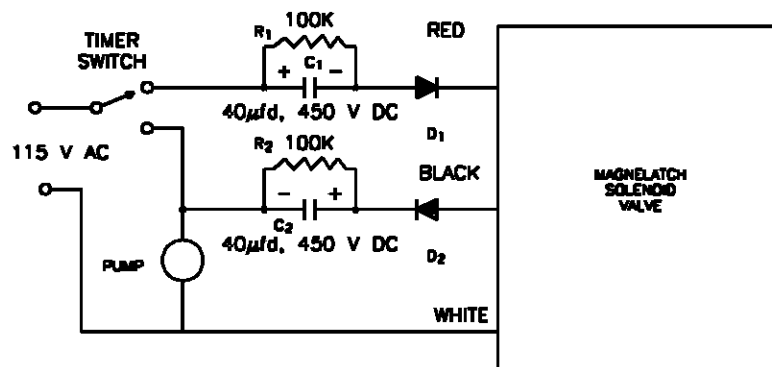 TIMER
SWITCH
115 V AC
R1
100K
+
C1
−
40µfd, 450 V DC
RED
D1
R2
100K
−
+
C2
40µfd, 450 V DC
BLACK
D2
PUMP
WHITE
MAGNELATCH
SOLENOID
VALVE